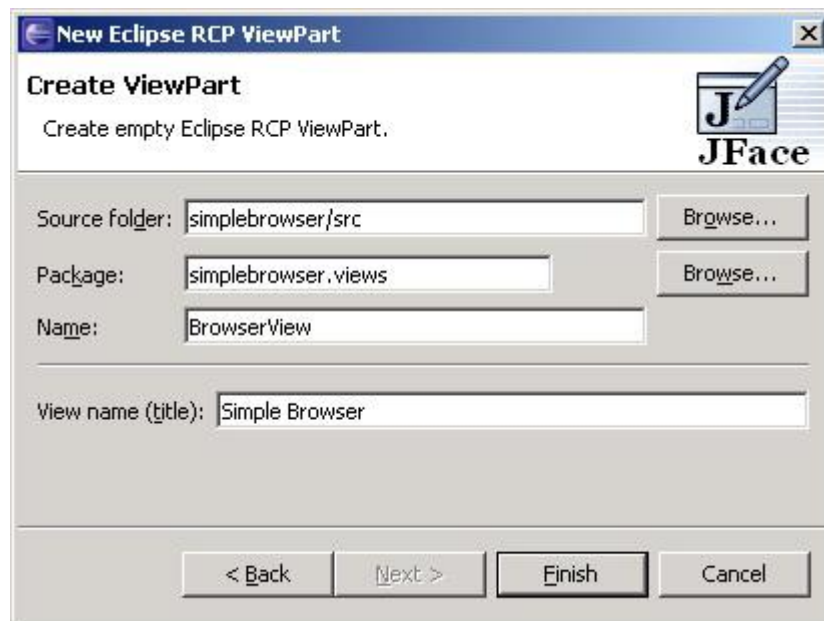 New Eclipse RCP ViewPart
Create ViewPart
Create empty Eclipse RCP ViewPart.
J
JFace
Source folder: simplebrowser/src Browse...
Package: simplebrowser.views Browse...
Name: BrowserView
View name (title): Simple Browser
< Back Next > Finish Cancel